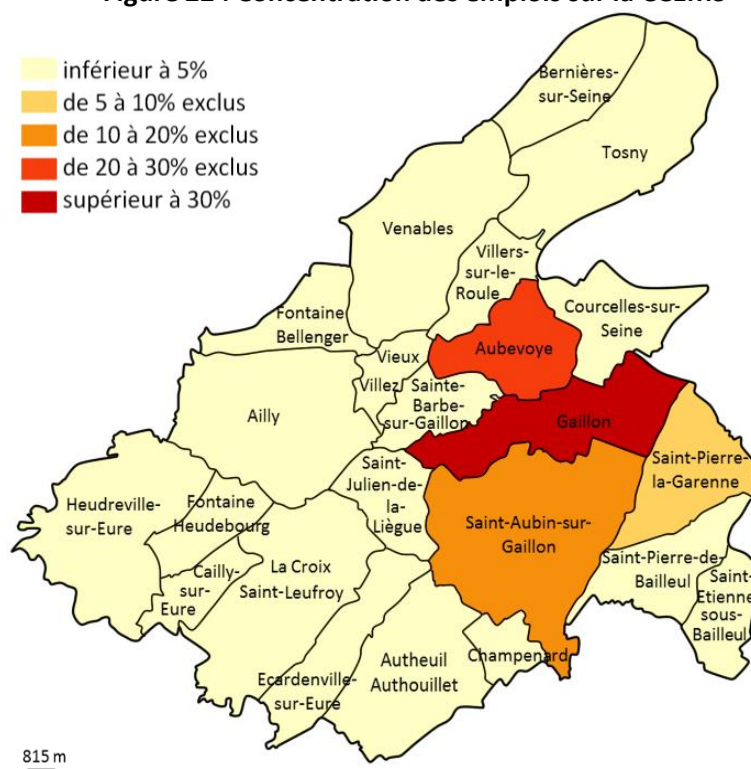 inférieur à 5%
de 5 à 10% exclus
de 10 à 20% exclus
de 20 à 30% exclus
supérieur à 30%
Bernières-
sur-Seine
Tosny
Venables
Villers-
sur-le-
Roule
Courcelles-sur-
Seine
Fontaine
Bellenger
Aubevoye
Vieux
Villez
Sainte-
Barbe-
sur-Gaillon
Ailly
Gaillon
Saint-Pierre-
la-Garenne
Saint-
Julien-de-
la-
Liègue
Heudreville-
sur-Eure
Fontaine
Heudebourg
Saint-Aubin-sur-
Gaillon
Cailly-
sur-
Eure
La Croix
Saint-Leufroy
Saint-Pierre-de-
Bailleul
Saint-
Etienne
sous-
Bailleul
Champenard
Autheuil
Authouillet
Ecardenville-
sur-Eure
815 m